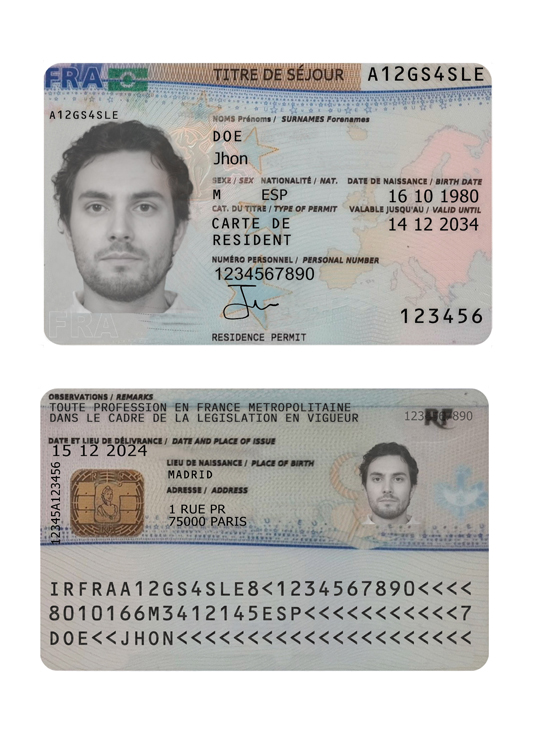 FRA
TITRE DE SÉJOUR
A12GS4SLE
A12GS4SLE
NOMS Prénoms / SURNAMES Forenames
DOE
Jhon
SEXE / SEX NATIONALITÉ / NAT. DATE DE NAISSANCE / BIRTH DATE
M ESP 16 10 1980
CAT. DU TITRE / TYPE OF PERMIT VALABLE JUSQU'AU / VALID UNTIL
CARTE DE 14 12 2034
RESIDENT
NUMÉRO PERSONNEL / PERSONAL NUMBER
1234567890
123456
FRA
RESIDENCE PERMIT
OBSERVATIONS / REMARKS
TOUTE PROFESSION EN FRANCE METROPOLITAINE
DANS LE CADRE DE LA LEGISLATION EN VIGUEUR
1234567890
RF
DATE ET LIEU DE DÉLIVRANCE / DATE AND PLACE OF ISSUE
15 12 2024
LIEU DE NAISSANCE / PLACE OF BIRTH
MADRID
ADRESSE / ADDRESS
1 RUE PR
75000 PARIS
12345A123456
IRFRAA12GS4SLE8<1234567890<<<<
8010166M3412145ESP<<<<<<<<<<<7
DOE<<JHON<<<<<<<<<<<<<<<<<<<<<